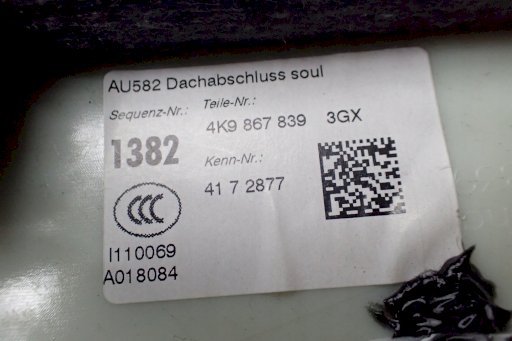 AU582 Dachabschluss soul
Sequenz-Nr.: Teile-Nr.:
1382 4K9 867 839 3GX
Kenn-Nr.:
41 7 2877
CCC
I110069
A018084